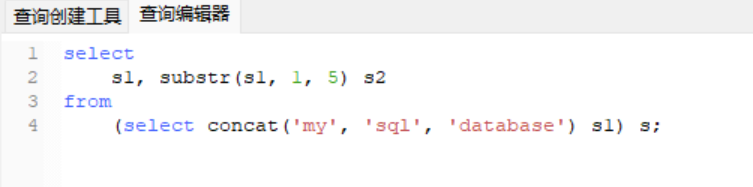 查询创建工具 查询编辑器
1 select
2 s1, substr(s1, 1, 5) s2
3 from
4 (select concat('my', 'sql', 'database') s1) s;